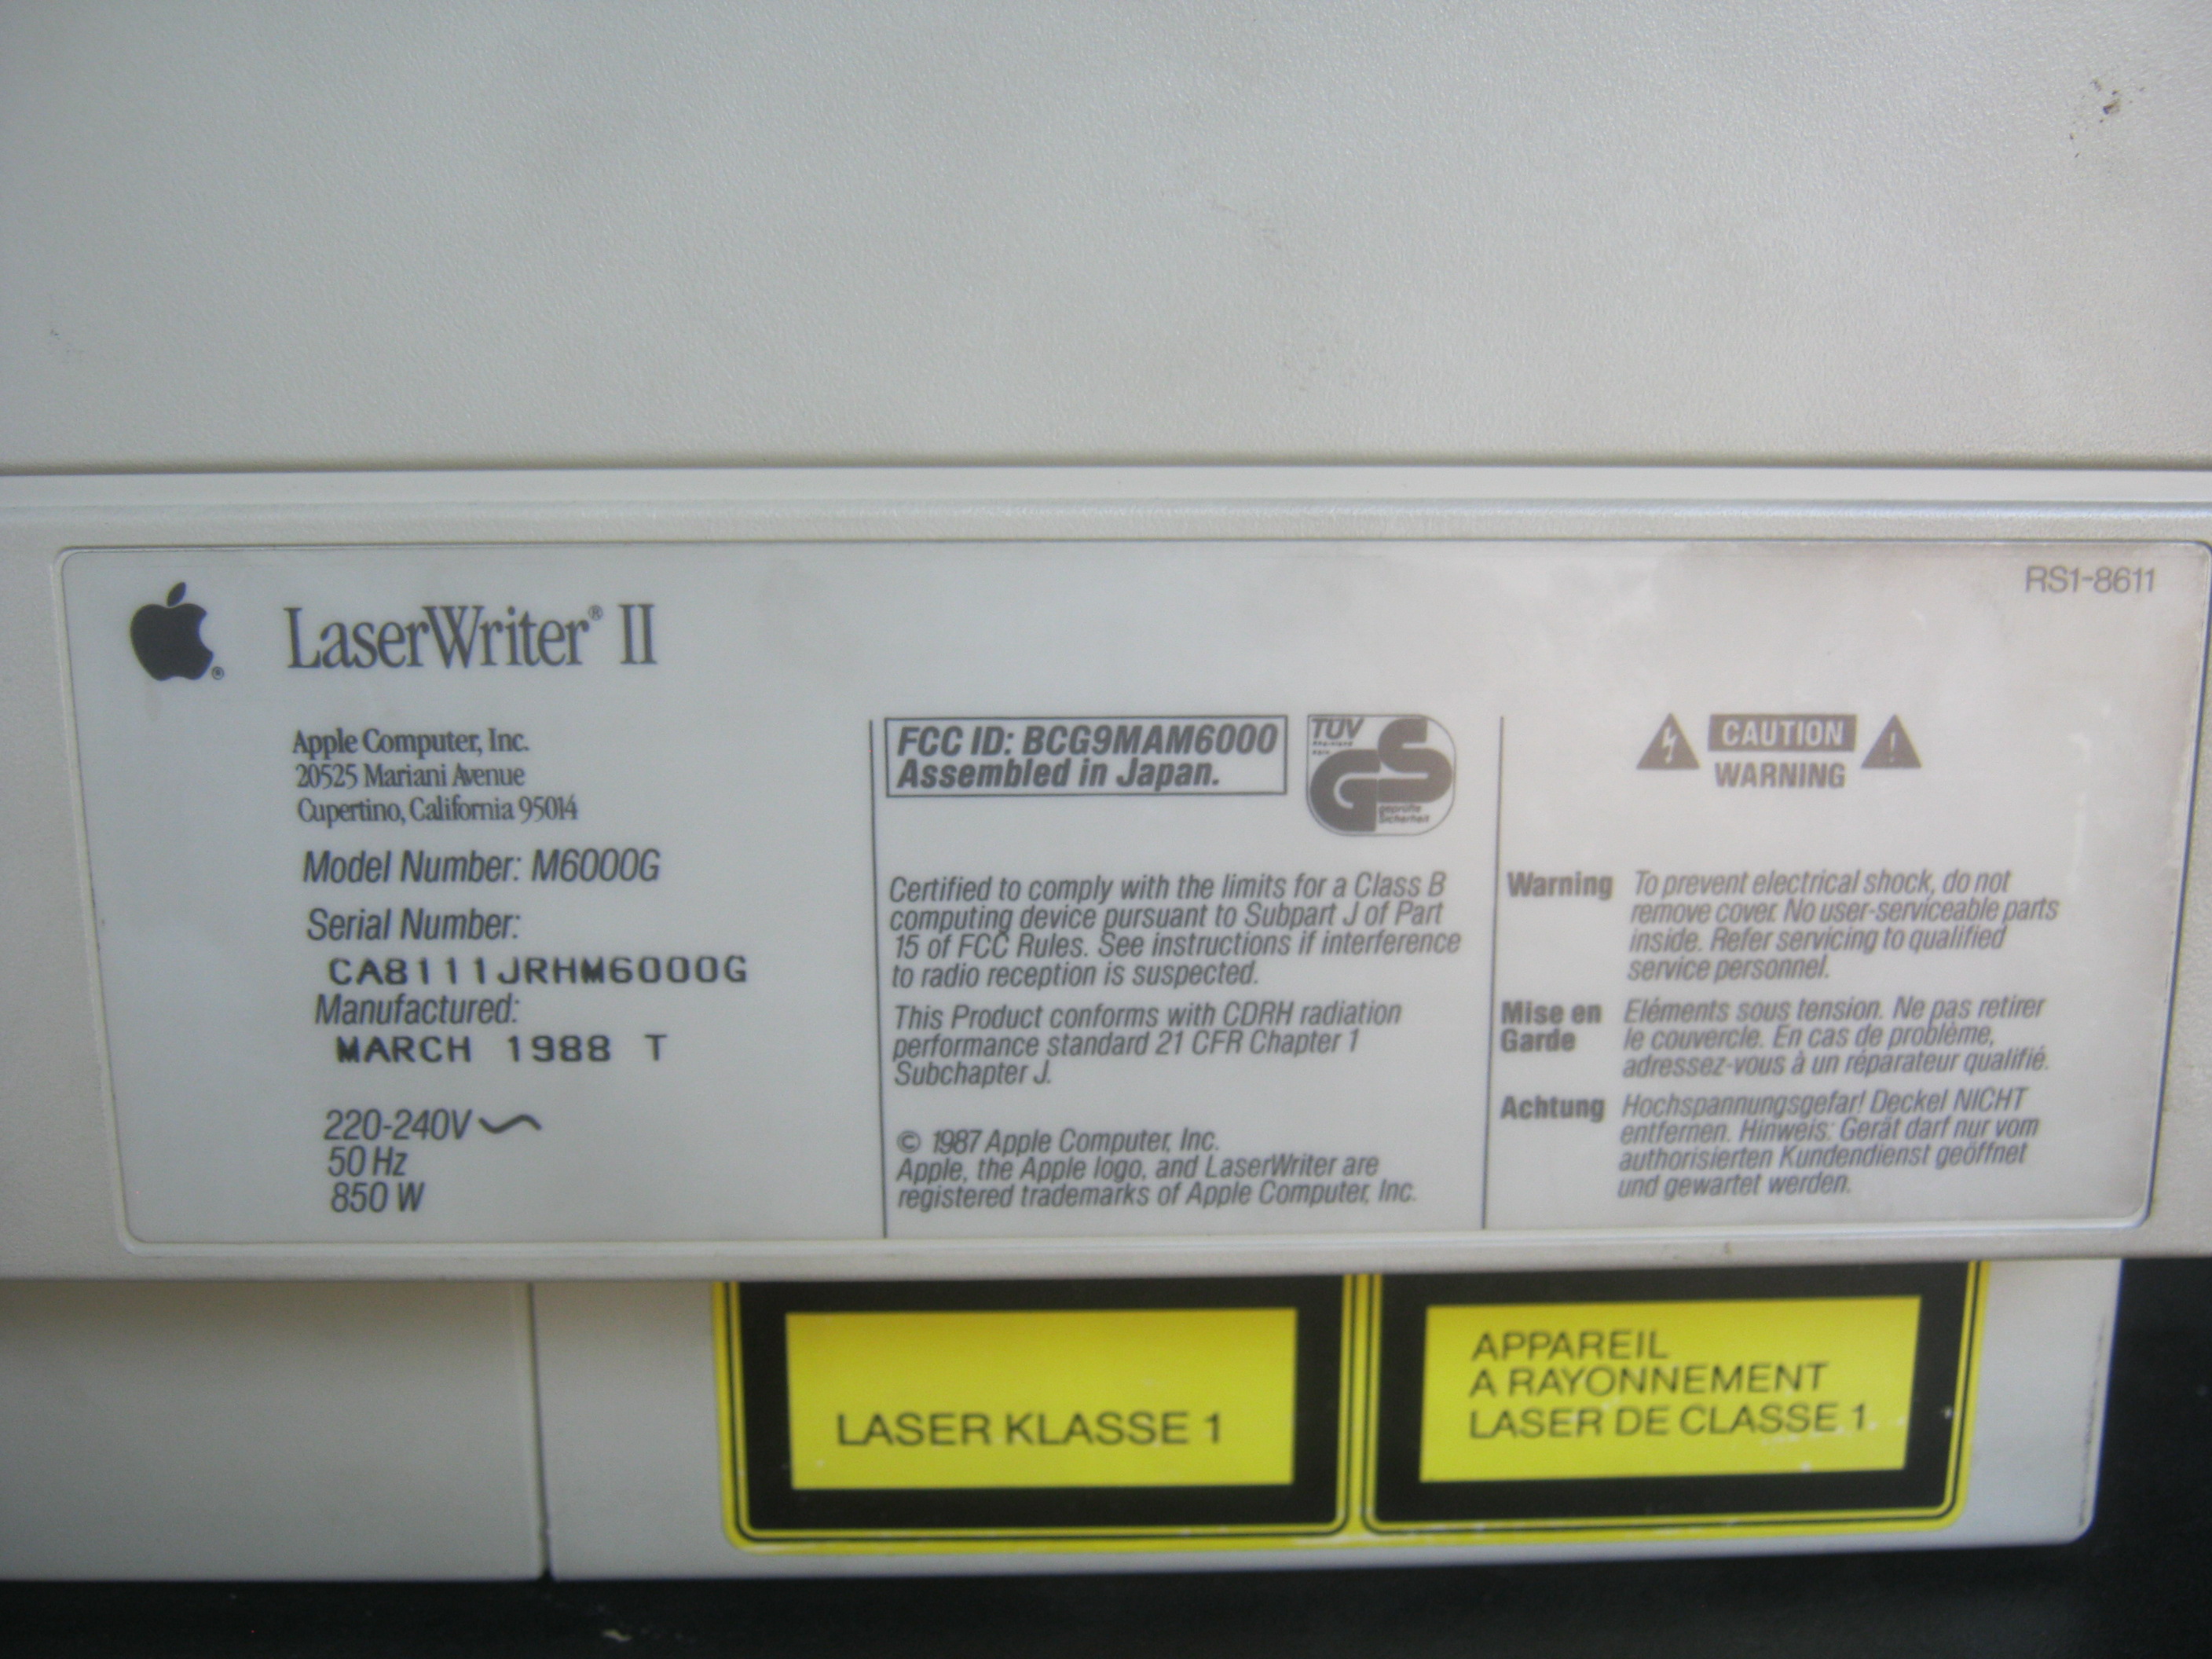 RS1-8611
LaserWriter® II
Apple Computer, Inc.
20525 Mariani Avenue
Cupertino, California 95014
Model Number: M6000G
Serial Number:
CA8111JRHM6000G
Manufactured:
MARCH 1988 T
220-240V
50 Hz
850 W
FCC ID: BCG9MAM6000
Assembled in Japan.
TÜV
Rheinland
GS
geprüfte
Sicherheit
Certified to comply with the limits for a Class B
computing device pursuant to Subpart J of Part
15 of FCC Rules. See instructions if interference
to radio reception is suspected.
This Product conforms with CDRH radiation
performance standard 21 CFR Chapter 1
Subchapter J.
© 1987 Apple Computer, Inc.
Apple, the Apple logo, and LaserWriter are
registered trademarks of Apple Computer, Inc.
CAUTION
WARNING
Warning To prevent electrical shock, do not
remove cover. No user-serviceable parts
inside. Refer servicing to qualified
service personnel.
Mise en Eléments sous tension. Ne pas retirer
Garde le couvercle. En cas de problème,
adressez-vous à un réparateur qualifié.
Achtung Hochspannungsgefar! Deckel NICHT
entfernen. Hinweis: Gerät darf nur vom
authorisierten Kundendienst geöffnet
und gewartet werden.
LASER KLASSE 1
APPAREIL
A RAYONNEMENT
LASER DE CLASSE 1